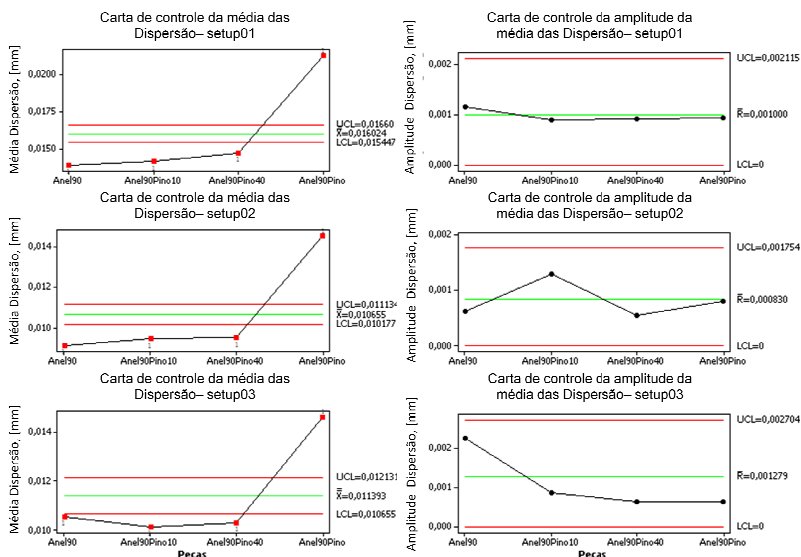 Carta de controle da média das
Dispersão– setup01
Média Dispersão, [mm]
0,0200
0,0175
0,0150
UCL=0,01660
X=0,016024
LCL=0,015447
Anel90
Anel90Pino10
Anel90Pino40
Anel90Pino
Carta de controle da amplitude da
média das Dispersão– setup01
Amplitude Dispersão, [mm]
0,002
0,001
0,000
UCL=0,002115
R=0,001000
LCL=0
Anel90
Anel90Pino10
Anel90Pino40
Anel90Pino
Carta de controle da média das
Dispersão– setup02
Média Dispersão, [mm]
0,014
0,010
UCL=0,011134
X=0,010655
LCL=0,010177
Anel90
Anel90Pino10
Anel90Pino40
Anel90Pino
Carta de controle da amplitude da
média das Dispersão– setup02
Amplitude Dispersão, [mm]
0,002
0,001
0,000
UCL=0,001754
R=0,000830
LCL=0
Anel90
Anel90Pino10
Anel90Pino40
Anel90Pino
Carta de controle da média das
Dispersão– setup03
Média Dispersão, [mm]
0,014
0,012
0,010
UCL=0,012131
X=0,011393
LCL=0,010655
Anel90
Anel90Pino10
Anel90Pino40
Anel90Pino
Peças
Carta de controle da amplitude da
média das Dispersão– setup03
Amplitude Dispersão, [mm]
0,002
0,001
0,000
UCL=0,002704
R=0,001279
LCL=0
Anel90
Anel90Pino10
Anel90Pino40
Anel90Pino